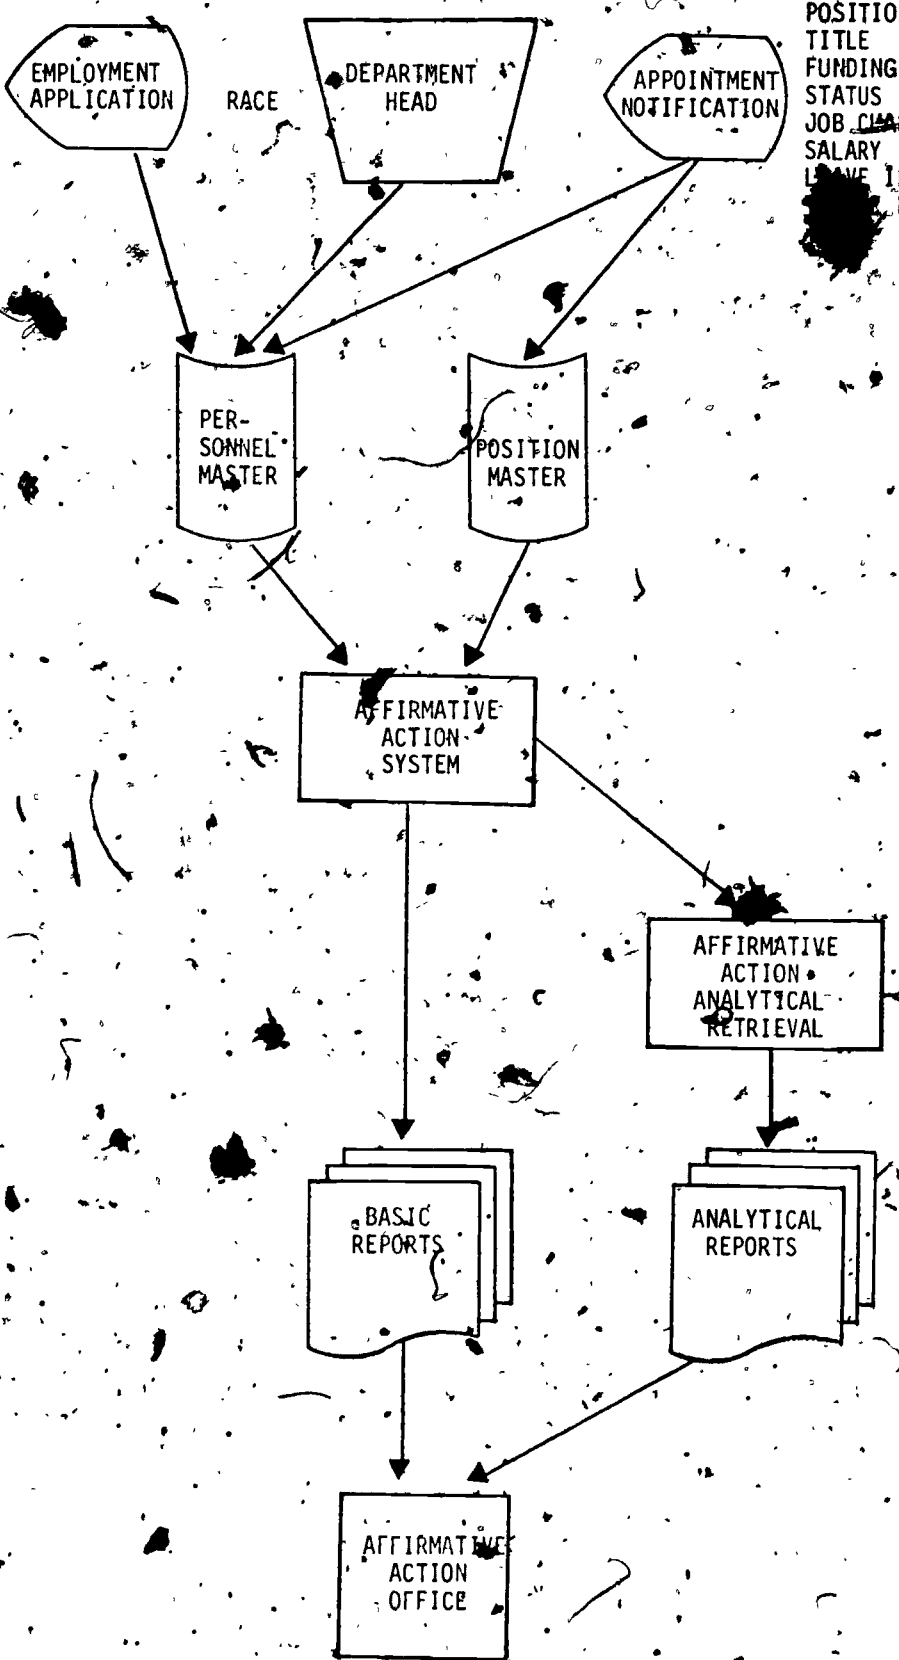 EMPLOYMENT
APPLICATION
RACE
DEPARTMENT
HEAD
APPOINTMENT
NOTIFICATION
TITLE
FUNDING
STATUS
JOB
SALARY
PER-
SONNEL
MASTER
POSITION
MASTER
AFFIRMATIVE
ACTION
SYSTEM
AFFIRMATIVE
ACTION
ANALYTICAL
RETRIEVAL
BASIC
REPORTS
ANALYTICAL
REPORTS
AFFIRMATIVE
ACTION
OFFICE